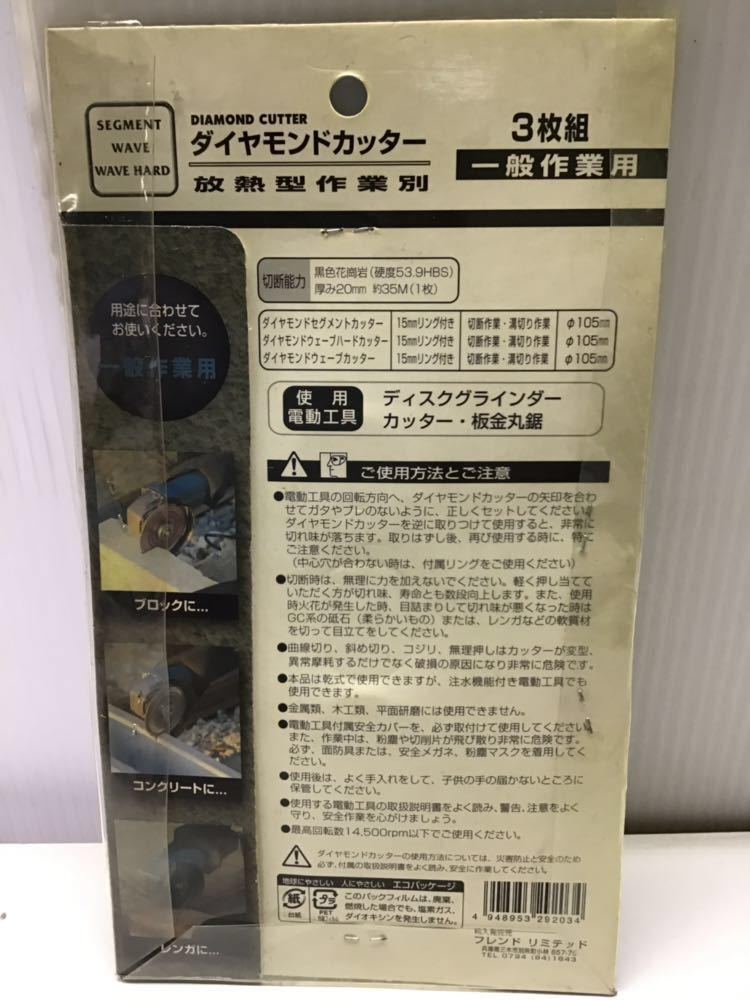 SEGMENT
WAVE
WAVE HARD
DIAMOND CUTTER
ダイヤモンドカッター
放熱型作業別
3枚組
一般作業用
用途に合わせて
お使いください。
一般作業用
ブロックに…
コンクリートに…
レンガに…
切断能力
黒色花崗岩(硬度53.9HBS)
厚み20mm 約35M(1枚)
ダイヤモンドセグメントカッター 15mmリング付き 切断作業・溝切り作業 φ105mm
ダイヤモンドウェーブハードカッター 15mmリング付き 切断作業・溝切り作業 φ105mm
ダイヤモンドウェーブカッター 15mmリング付き 切断作業・溝切り作業 φ105mm
使用
電動工具
ディスクグラインダー
カッター・板金丸鋸
ご使用方法とご注意
●電動工具の回転方向へ、ダイヤモンドカッターの矢印を合わ
せてガタやブレのないように、正しくセットしてください。
ダイヤモンドカッターを逆に取りつけて使用すると、非常に
切れ味が落ちます。取りはずし後、再び使用する時に、特に
ご注意ください。
(中心穴が合わない時は、付属リングをご使用ください)
●切断時は、無理に力を加えないでください。軽く押し当てて
いただく方が切れ味、寿命とも数段向上します。また、使用
時火花が発生した時、目詰まりして切れ味が悪くなった時は
GC系の砥石(柔らかいもの)または、レンガなどの軟質材
を切って目立てをしてください。
●曲線切り、斜め切り、コジリ、無理押しはカッターが変型、
異常摩耗するだけでなく破損の原因になり非常に危険です。
●本品は乾式で使用できますが、注水機能付き電動工具でも
使用できます。
●金属類、木工類、平面研磨には使用できません。
●電動工具付属安全カバーを、必ず取付けて使用してください。
また、作業中は、粉塵や切削片が飛び散り非常に危険です。
必ず、面防具または、安全メガネ、粉塵マスクを着用してく
ださい。
●使用後は、よく手入れをして、子供の手の届かないところに
保管してください。
●使用する電動工具の取扱説明書をよく読み、警告、注意をよく
守り、安全作業を心がけましょう。
●最高回転数14,500rpm以下でご使用ください。
ダイヤモンドカッターの使用方法については、災害防止と安全のため
必ず、付属の取扱説明書をよく読み、安全に作業してください。
地球にやさしい 人にやさしい エコパッケージ
紙
台紙
プラ
PET
このバックフィルムは、廃棄、
燃焼した場合でも、塩素ガス、
ダイオキシンを発生しません。
4 948953 292034
輸入発売元
フレンド リミテッド
兵庫県三木市別所町小林 657-76
TEL 0794 (84) 1843